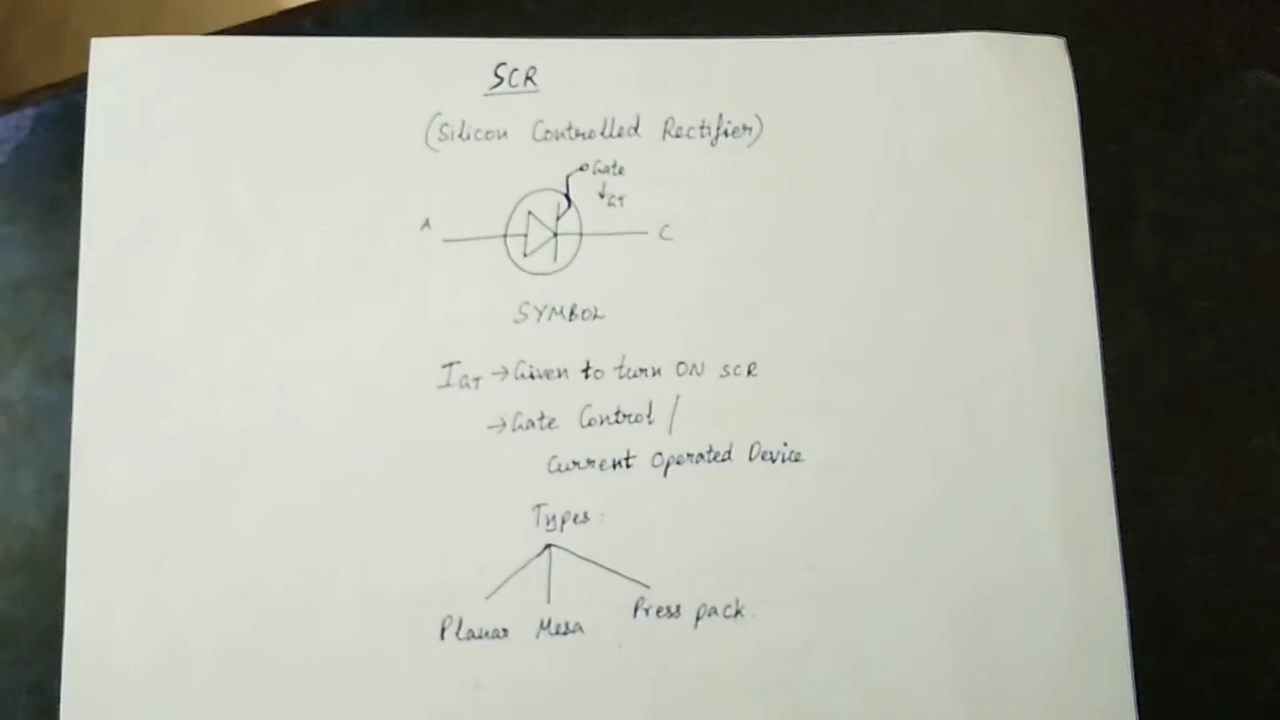 SCR
(Silicon Controlled Rectifier)
Gate
↓GT
A
C
SYMBOL
IGT → Given to turn ON SCR
→ Gate Control /
Current Operated Device
Types
Planar Mesa Press pack